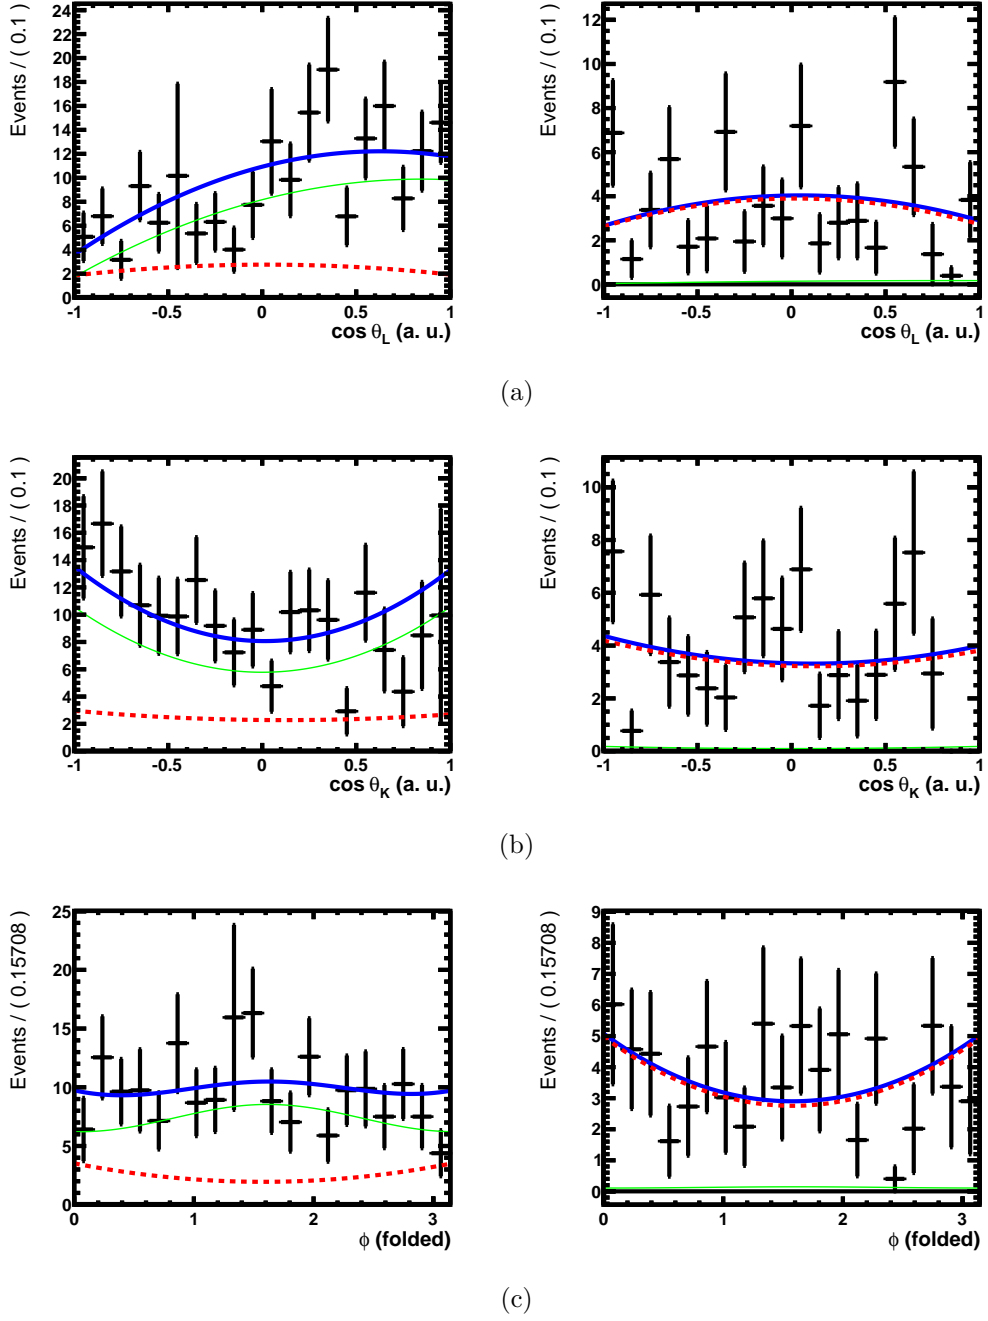 Events / ( 0.1 )
24
22
20
18
16
14
12
10
8
6
4
2
0
-1 -0.5 0 0.5 1
cos θL (a. u.)
Events / ( 0.1 )
12
10
8
6
4
2
0
-1 -0.5 0 0.5 1
cos θL (a. u.)
(a)
Events / ( 0.1 )
20
18
16
14
12
10
8
6
4
2
0
-1 -0.5 0 0.5 1
cos θK (a. u.)
Events / ( 0.1 )
10
8
6
4
2
0
-1 -0.5 0 0.5 1
cos θK (a. u.)
(b)
Events / ( 0.15708 )
25
20
15
10
5
0
0 1 2 3
ϕ (folded)
Events / ( 0.15708 )
9
8
7
6
5
4
3
2
1
0
0 1 2 3
ϕ (folded)
(c)